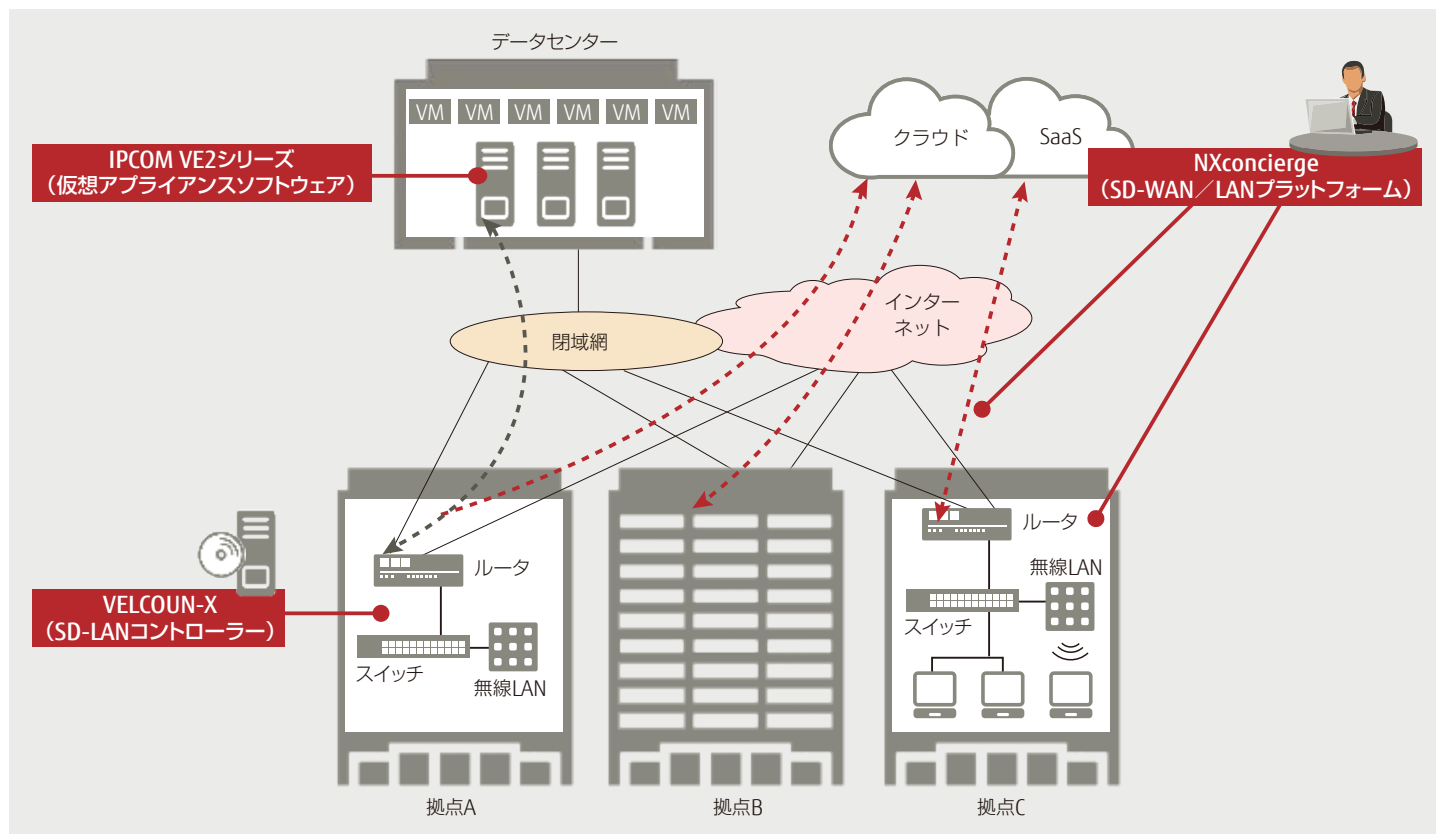 データセンター
VM VM VM VM VM VM
IPCOM VE2シリーズ
（仮想アプライアンスソフトウェア）
クラウド
SaaS
NXconcierge
（SD-WAN／LANプラットフォーム）
インター
ネット
閉域網
VELCOUN-X
（SD-LANコントローラー）
ルータ
スイッチ
無線LAN
ルータ
無線LAN
スイッチ
拠点A
拠点B
拠点C